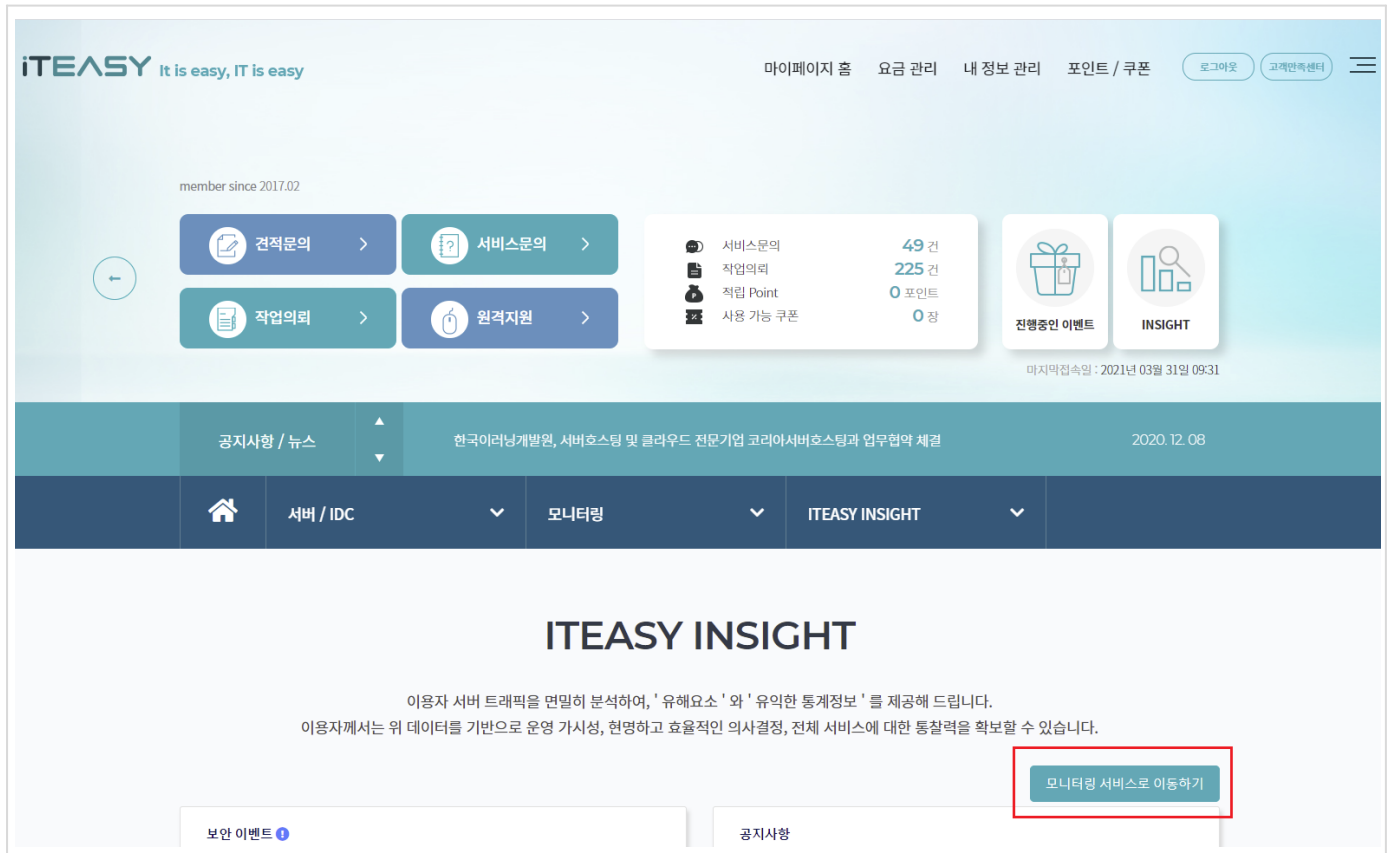 iTEASY It is easy, IT is easy
마이페이지 홈 요금 관리 내 정보 관리 포인트 / 쿠폰 로그아웃 고객만족센터
member since 2017.02
견적문의 서비스문의
작업의뢰 원격지원
서비스문의 49 건
작업의뢰 225 건
적립 Point 0 포인트
사용 가능 쿠폰 0 장
진행중인 이벤트 INSIGHT
마지막접속일 : 2021년 03월 31일 09:31
공지사항 / 뉴스 한국이러닝개발원, 서버호스팅 및 클라우드 전문기업 코리아서버호스팅과 업무협약 체결 2020. 12. 08
서버 / IDC 모니터링 ITEASY INSIGHT
ITEASY INSIGHT
이용자 서버 트래픽을 면밀히 분석하여, ' 유해요소 ' 와 ' 유익한 통계정보 ' 를 제공해 드립니다.
이용자께서는 위 데이터를 기반으로 운영 가시성, 현명하고 효율적인 의사결정, 전체 서비스에 대한 통찰력을 확보할 수 있습니다.
모니터링 서비스로 이동하기
보안 이벤트 공지사항